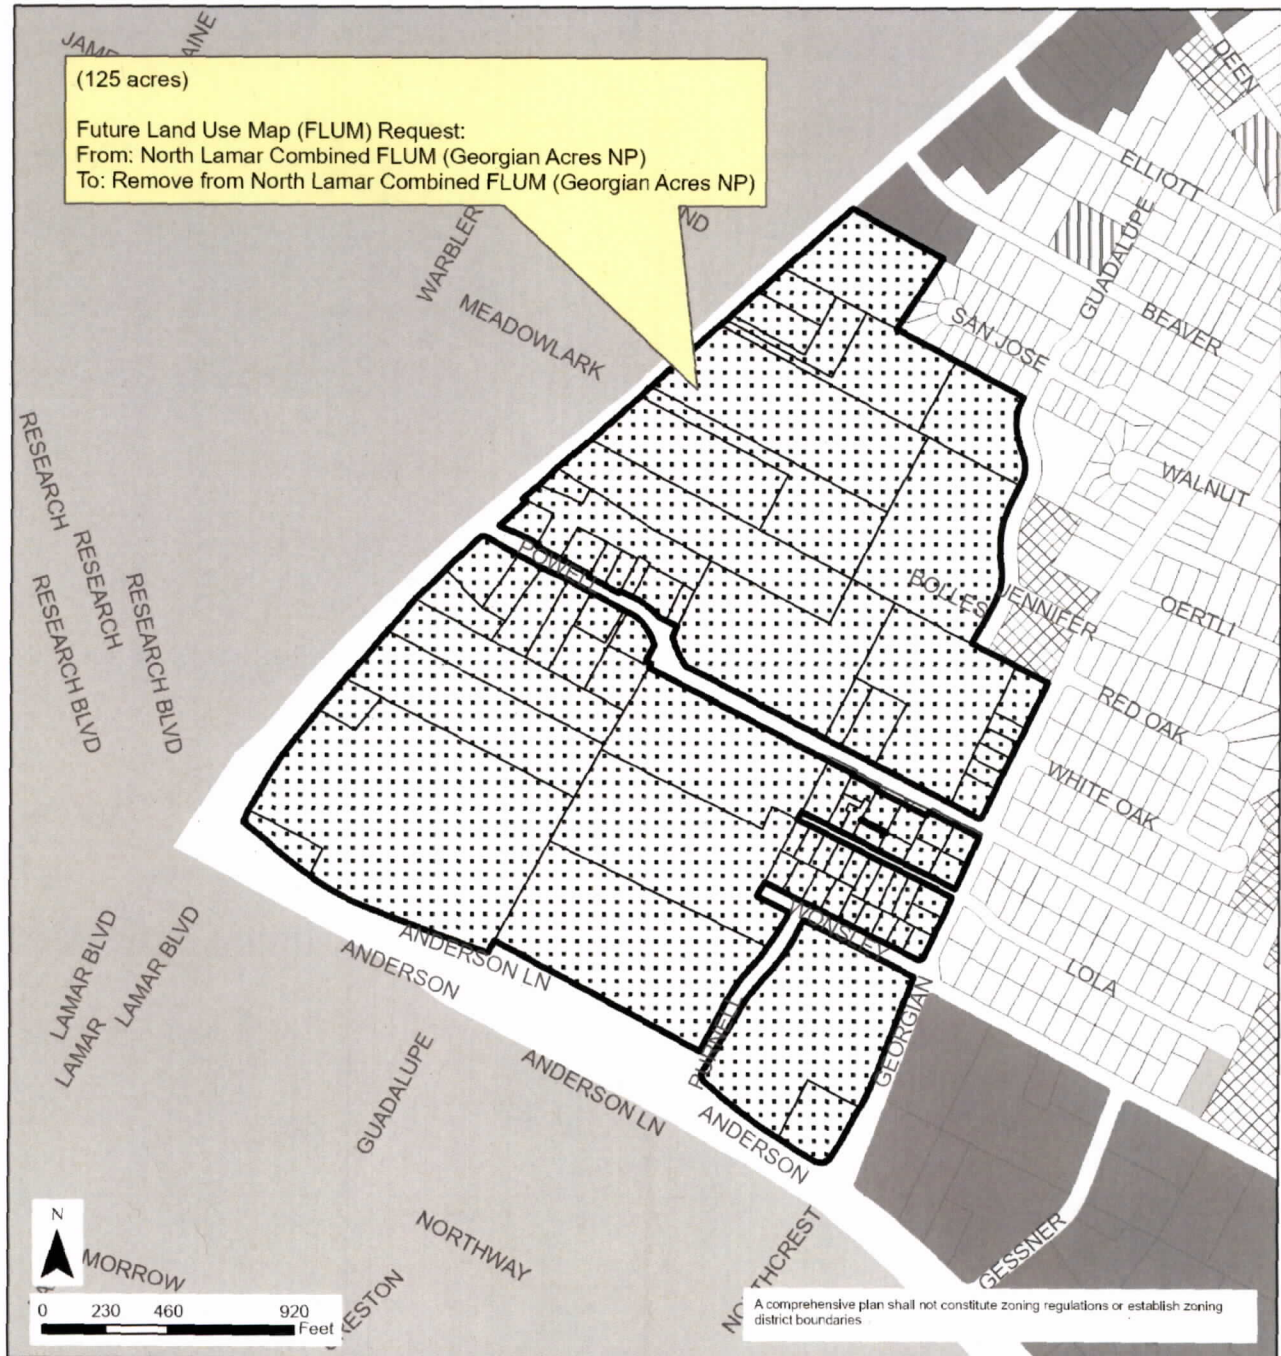 (125 acres)
Future Land Use Map (FLUM) Request:
From: North Lamar Combined FLUM (Georgian Acres NP)
To: Remove from North Lamar Combined FLUM (Georgian Acres NP)
DEEN
ELLIOTT
GUADALUPE
BEAVER
SAN JOSE
WARBLER
MEADOWLARK
WALNUT
RESEARCH
RESEARCH
RESEARCH BLVD
RESEARCH BLVD
POWELL
BOLLES
JENNIFER
OERTLI
RED OAK
WHITE OAK
WONSLEY
LOLA
LAMAR BLVD
LAMAR BLVD
LAMAR
ANDERSON LN
ANDERSON
GUADALUPE
ANDERSON LN
GEORGIAN
ANDERSON
NORTHWAY
GESSNER
N
MORROW
0 230 460 920
Feet
A comprehensive plan shall not constitute zoning regulations or establish zoning
district boundaries